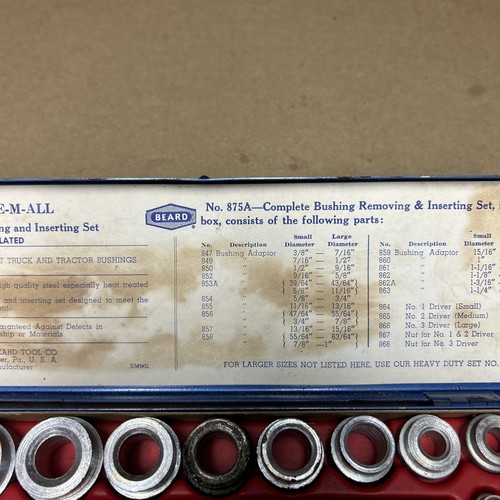 E-M-ALL
ng and Inserting Set
LATED
T TRUCK AND TRACTOR BUSHINGS
gh quality steel especially heat treated
and inserting set designed to meet the
aranteed Against Defects in
nship or Material
EARD TOOL CO.
er, Pa., U. S. A.
nufacturer
BEARD
No. 875A—Complete Bushing Removing & Inserting Set,
box, consists of the following parts:
No. Description Small Diameter Large Diameter
847 Bushing Adaptor 3/8" — 7/16"
849 " 7/16" — 1/2"
850 " 1/2" — 9/16"
852 " 9/16" — 5/8"
853A " {39/64" — 43/64"}
{5/8" — 11/16"}
854 " 5/8" — 3/4"
855 " 11/16" — 13/16"
856 " {47/64" — 55/64"}
{3/4" — 7/8"}
857 " 13/16" — 15/16"
858 " {55/64" — 63/64"}
{7/8" — 1"}
859 Bushing Adaptor 15/16"
860 " 1"
861 " 1-1/16"
862 " 1-1/8"
862A " 1-3/16"
863 " 1-1/4"
864 No. 1 Driver (Small)
865 No. 2 Driver (Medium)
866 No. 3 Driver (Large)
867 Nut for No. 1 & 2 Drivers
868 Nut for No. 3 Driver
FOR LARGER SIZES NOT LISTED HERE, USE OUR HEAVY DUTY SET NO.